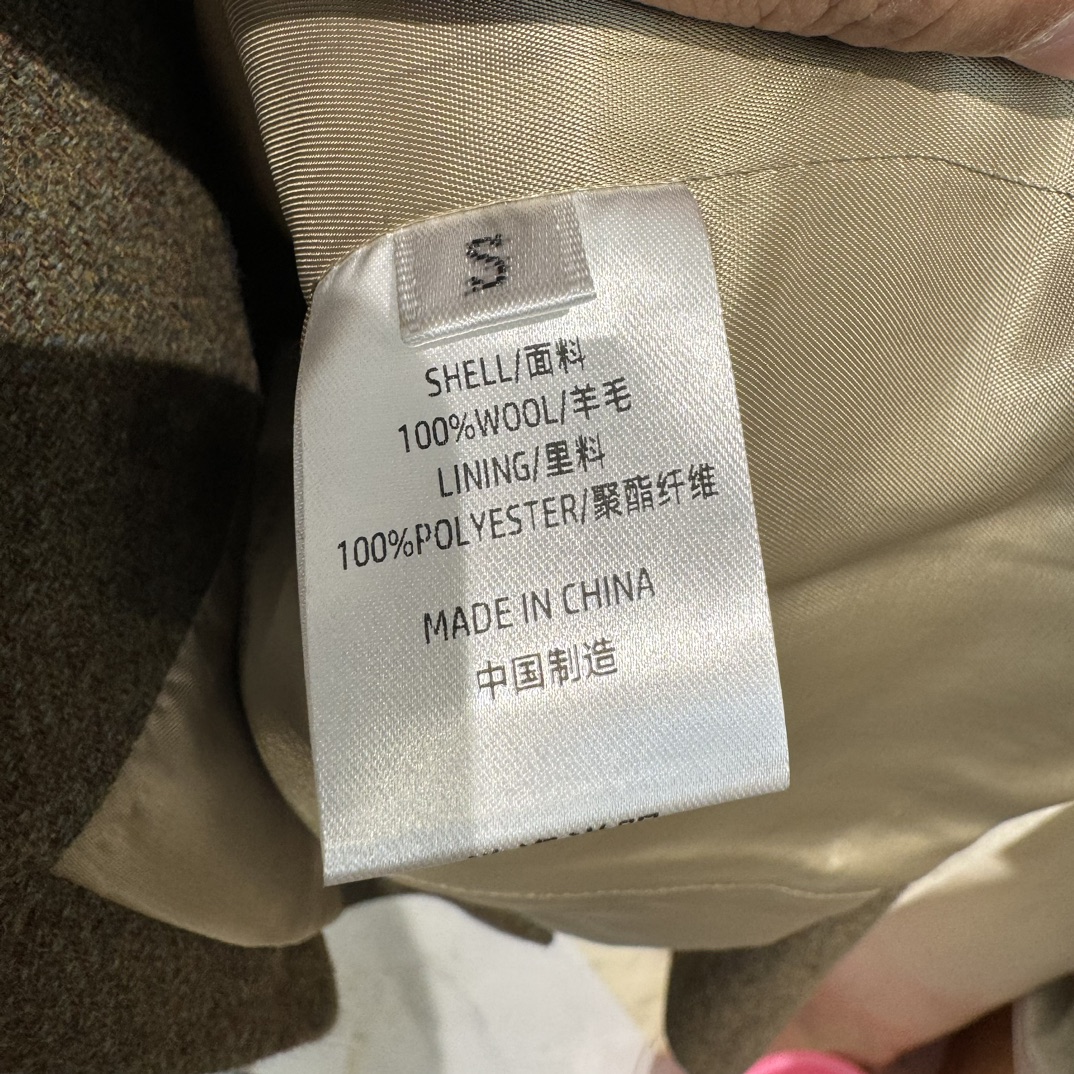 S
SHELL/面料
100%WOOL/羊毛
LINING/里料
100%POLYESTER/聚酯纤维
MADE IN CHINA
中国制造